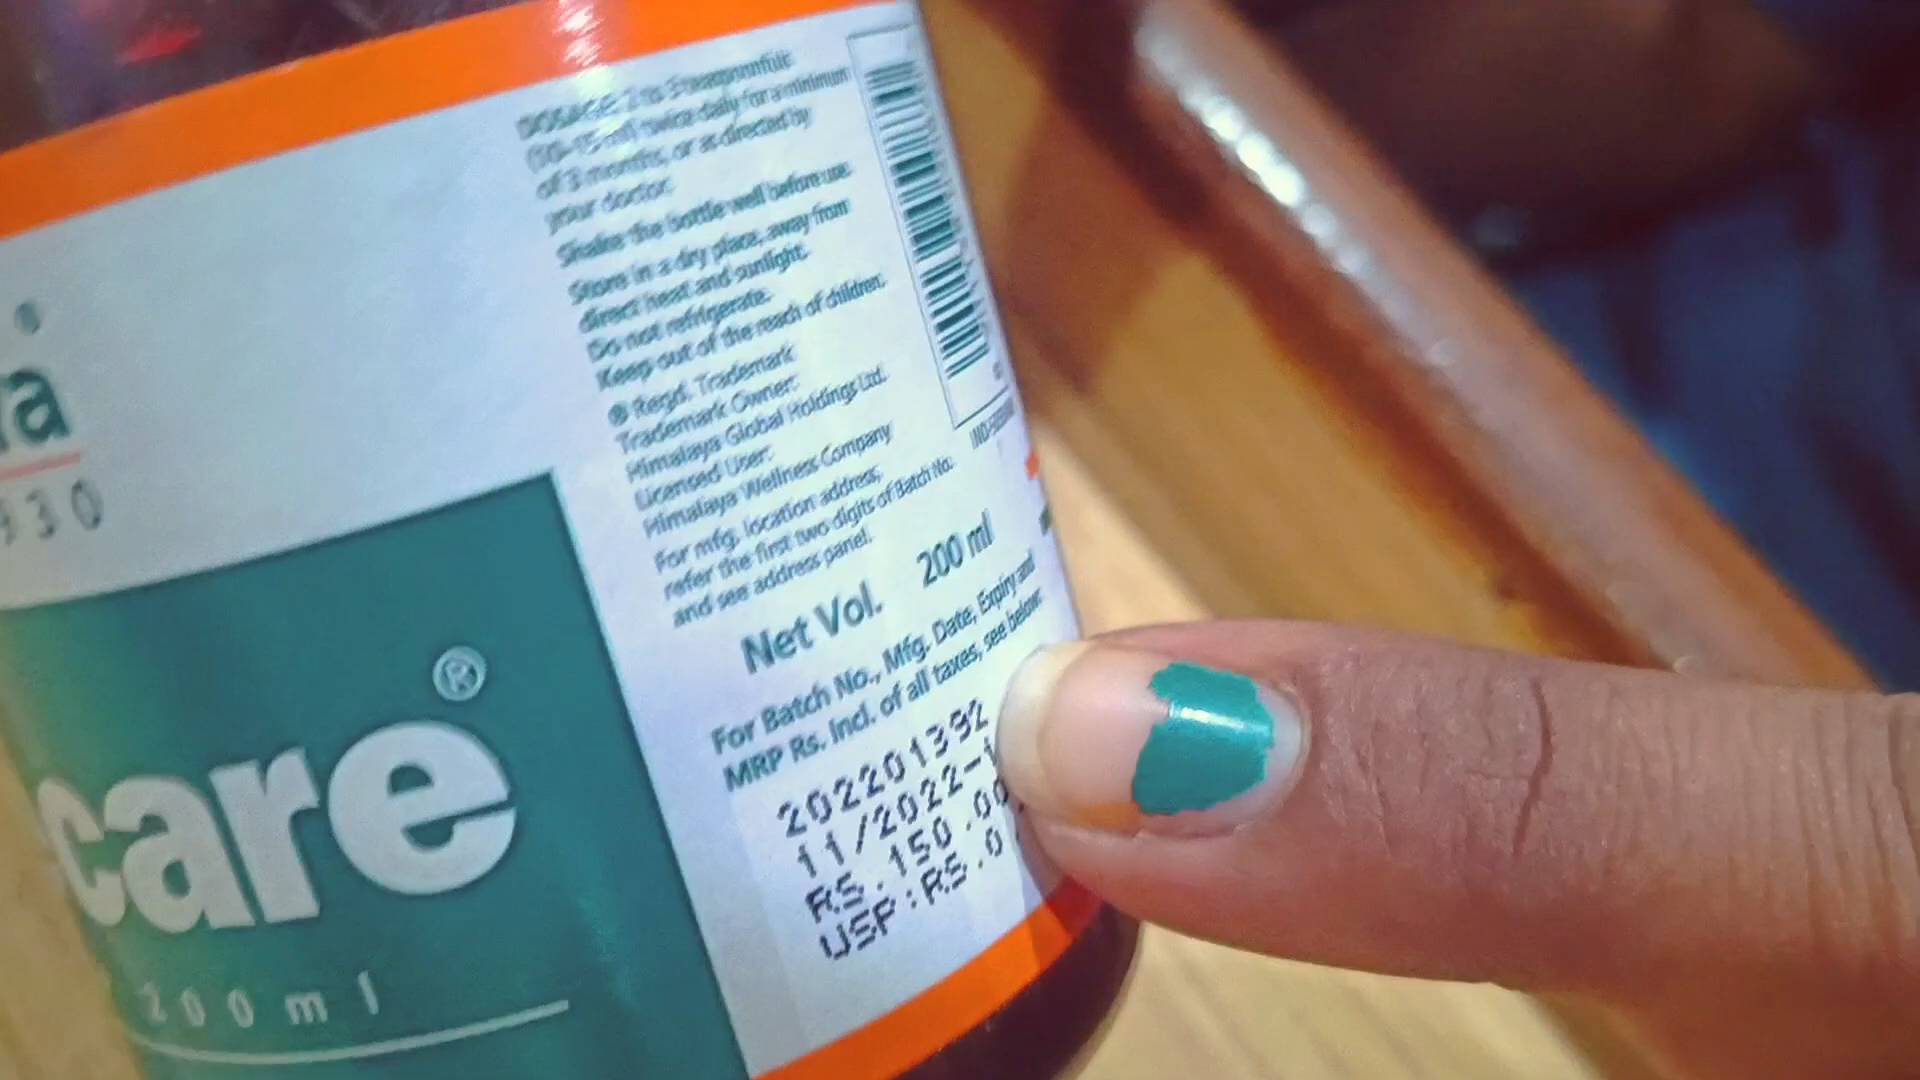 a
930
care®
200ml
DOSAGE: 2 to 3 teaspoonfuls
(10-15 ml) twice daily for a minimum
of 3 months, or as directed by
your doctor.
Shake the bottle well before use.
Store in a dry place, away from
direct heat and sunlight.
Do not refrigerate.
Keep out of the reach of children.
® Regd. Trademark
Trademark Owner:
Himalaya Global Holdings Ltd.
Licensed User:
Himalaya Wellness Company
For mfg. location address,
refer the first two digits of Batch No.
and see address panel.
Net Vol. 200 ml
For Batch No., Mfg. Date, Expiry and
MRP Rs. Incl. of all taxes, see below:
202201392
11/2022-1
RS.150.00
USP:RS.0